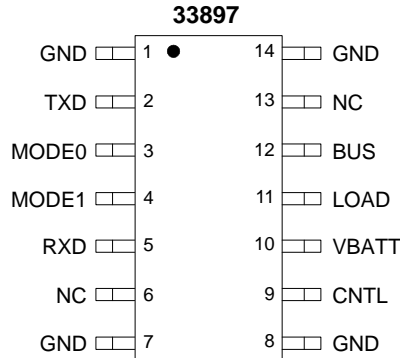 33897
GND 1 14 GND
TXD 2 13 NC
MODE0 3 12 BUS
MODE1 4 11 LOAD
RXD 5 10 VBATT
NC 6 9 CNTL
GND 7 8 GND